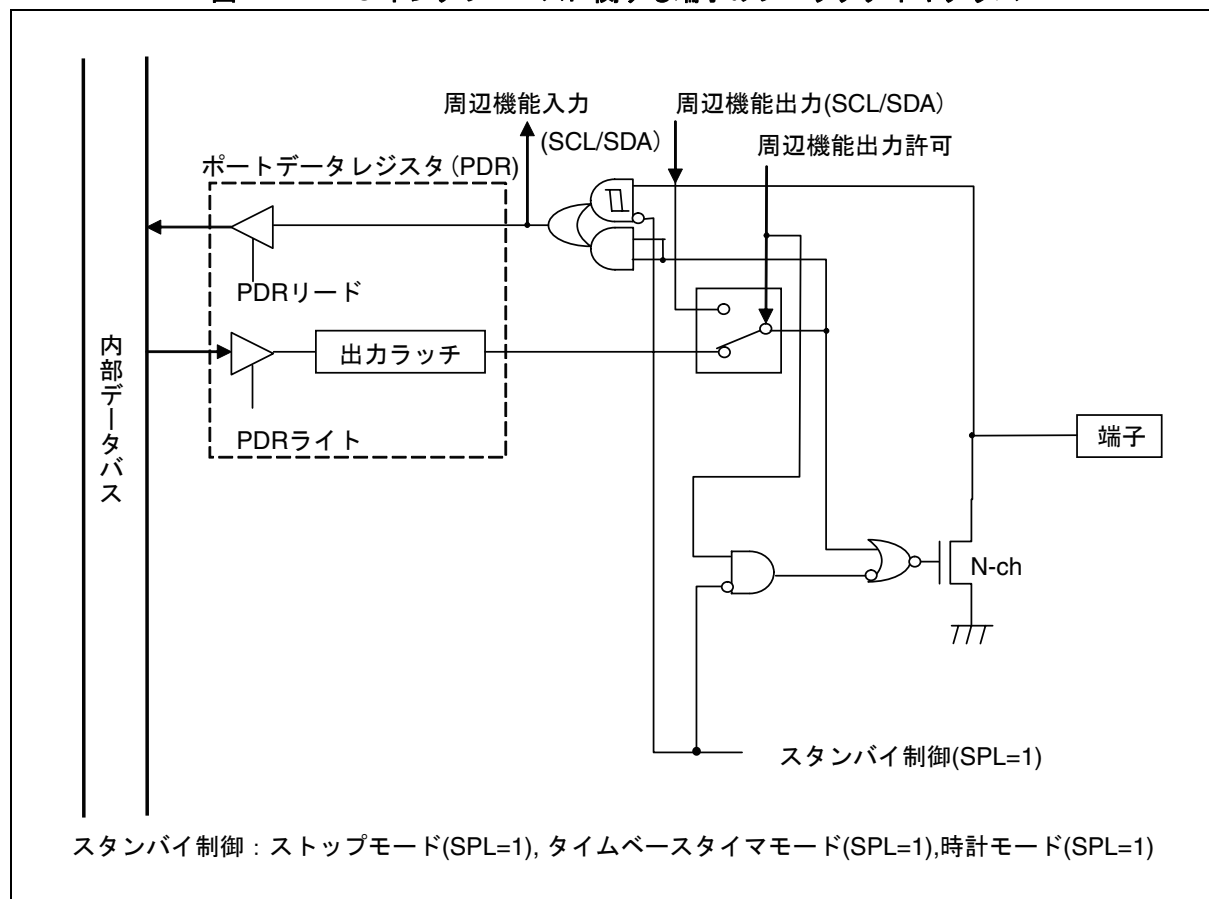 周辺機能入力
(SCL/SDA)
周辺機能出力(SCL/SDA)
周辺機能出力許可
ポートデータレジスタ(PDR)
PDRリード
内部データバス
出力ラッチ
PDRライト
端子
N-ch
スタンバイ制御(SPL=1)
スタンバイ制御：ストップモード(SPL=1), タイムベースタイマモード(SPL=1),時計モード(SPL=1)